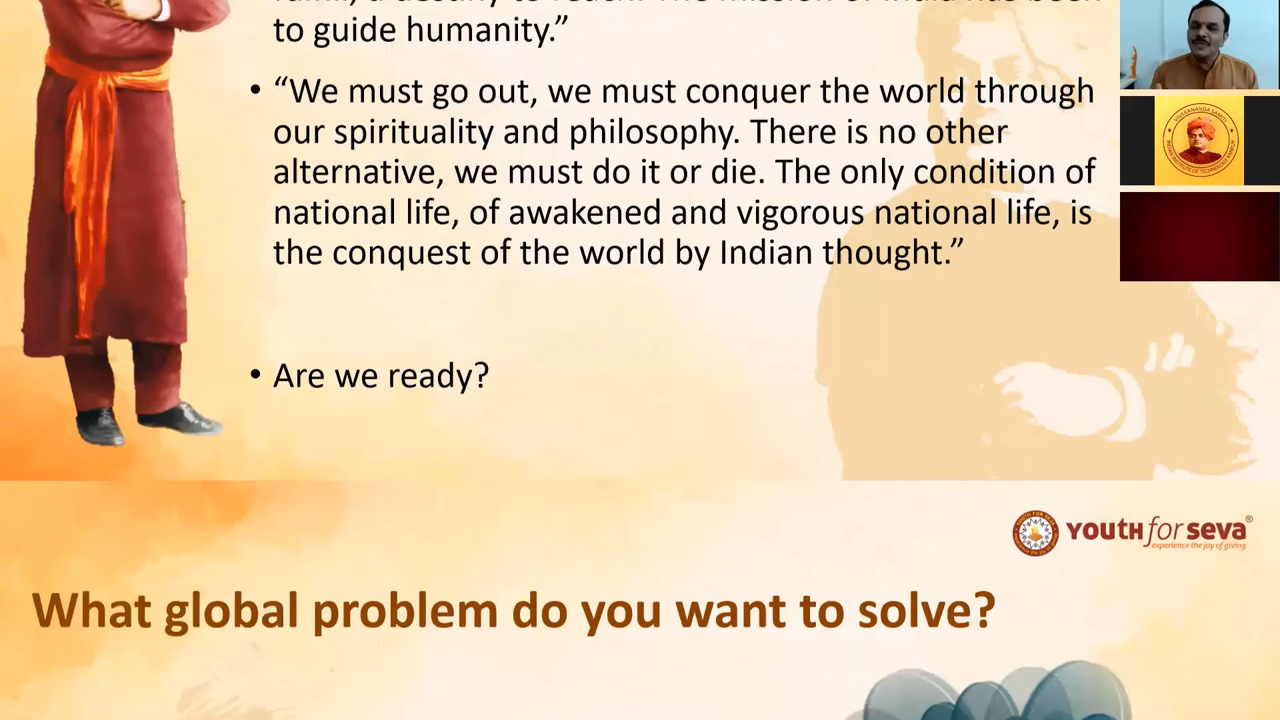 to guide humanity.”
• “We must go out, we must conquer the world through
our spirituality and philosophy. There is no other
alternative, we must do it or die. The only condition of
national life, of awakened and vigorous national life, is
the conquest of the world by Indian thought.”
• Are we ready?
YOUTH for SEVA®
experience the joy of giving
What global problem do you want to solve?